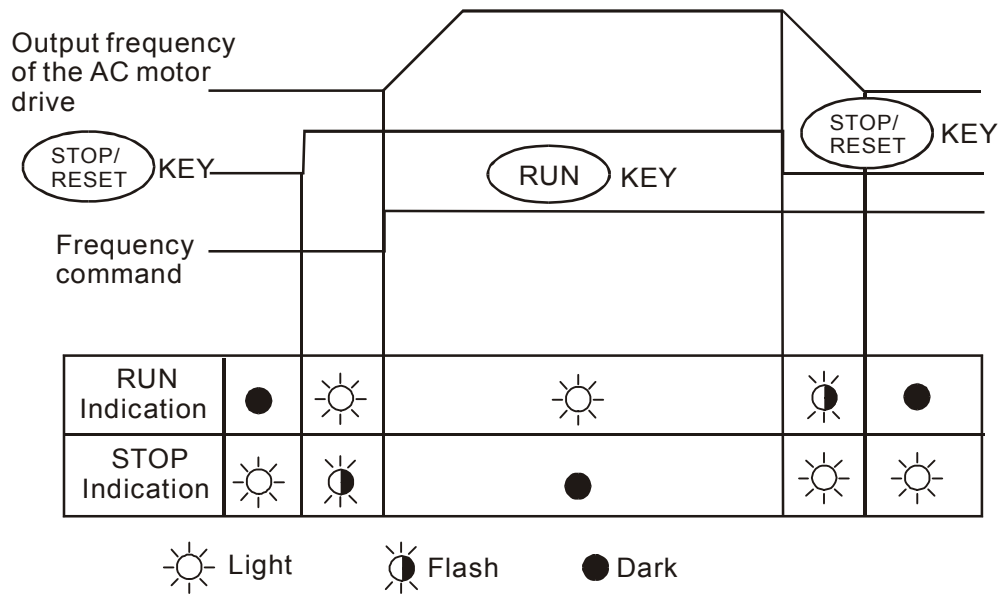 Output frequency
of the AC motor
drive
STOP/
RESET
KEY
RUN
KEY
STOP/
RESET
KEY
Frequency
command
RUN
Indication
STOP
Indication
Light
Flash
Dark